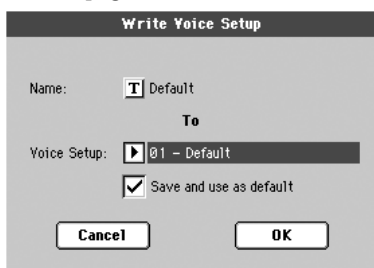 Write Voice Setup
Name: T Default
To
Voice Setup: 01 - Default
Save and use as default
Cancel OK